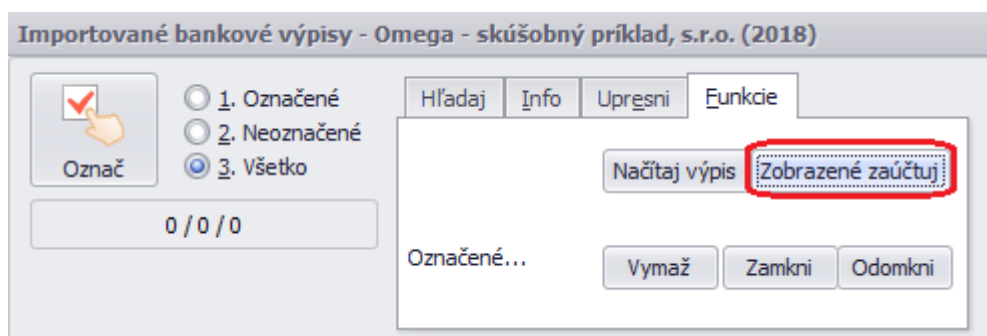 Importované bankové výpisy - Omega - skúšobný príklad, s.r.o. (2018)
Označ
1. Označené
2. Neoznačené
3. Všetko
0 / 0 / 0
Hľadaj Info Upresni Funkcie
Načítaj výpis Zobrazené zaúčtuj
Označené... Vymaž Zamkni Odomkni